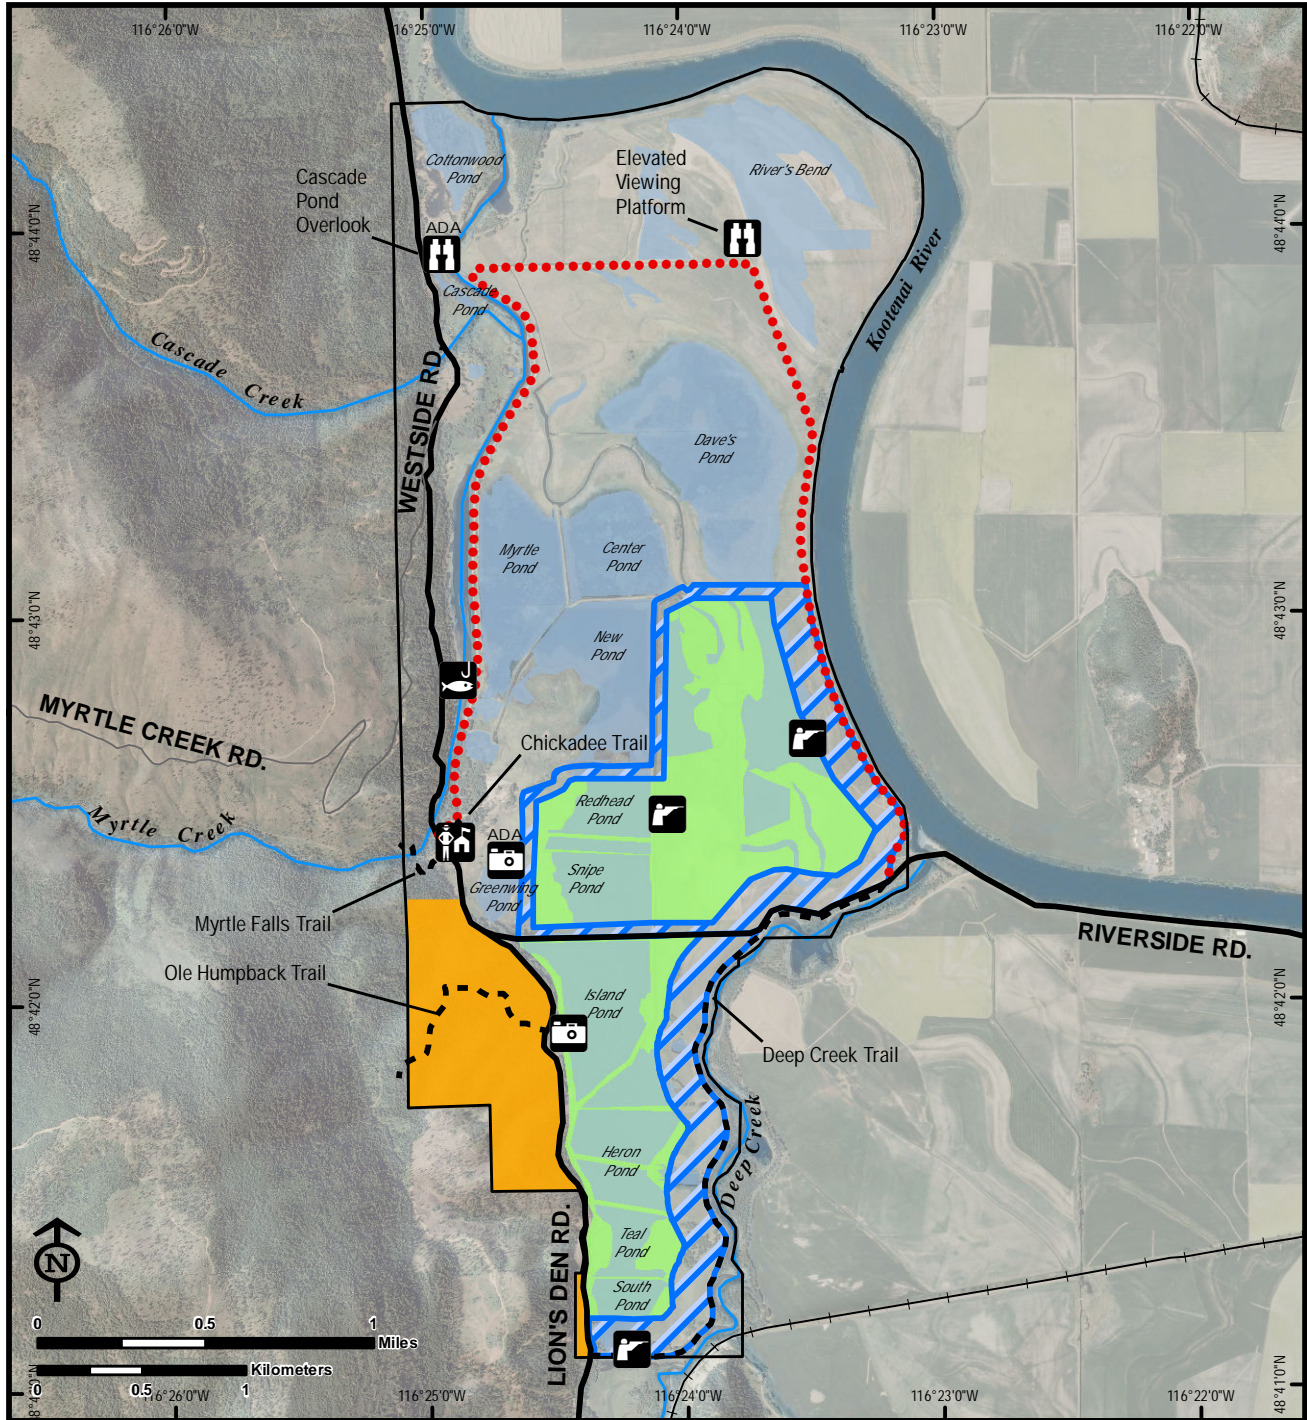 116°26'0"W
116°25'0"W
116°24'0"W
116°23'0"W
116°22'0"W
Cottonwood
Pond
Elevated
Viewing
Platform
River's Bend
Cascade
Pond
Overlook
ADA
48°44'0"N
48°44'0"N
Kootenai River
Cascade
Pond
Cascade Creek
WESTSIDE RD.
Dave's
Pond
Myrtle
Pond
Center
Pond
48°43'0"N
48°43'0"N
New
Pond
MYRTLE CREEK RD.
Chickadee Trail
Redhead
Pond
Myrtle Creek
ADA
Snipe
Pond
Greenwing
Pond
Myrtle Falls Trail
RIVERSIDE RD.
Ole Humpback Trail
Island
Pond
48°42'0"N
48°42'0"N
Deep Creek Trail
Deep Creek
Heron
Pond
LION'S DEN RD.
Teal
Pond
South
Pond
N
0 0.5 1
Miles
Kilometers
0 0.5 1
48°41'0"N
116°26'0"W
116°25'0"W
116°24'0"W
116°23'0"W
116°22'0"W